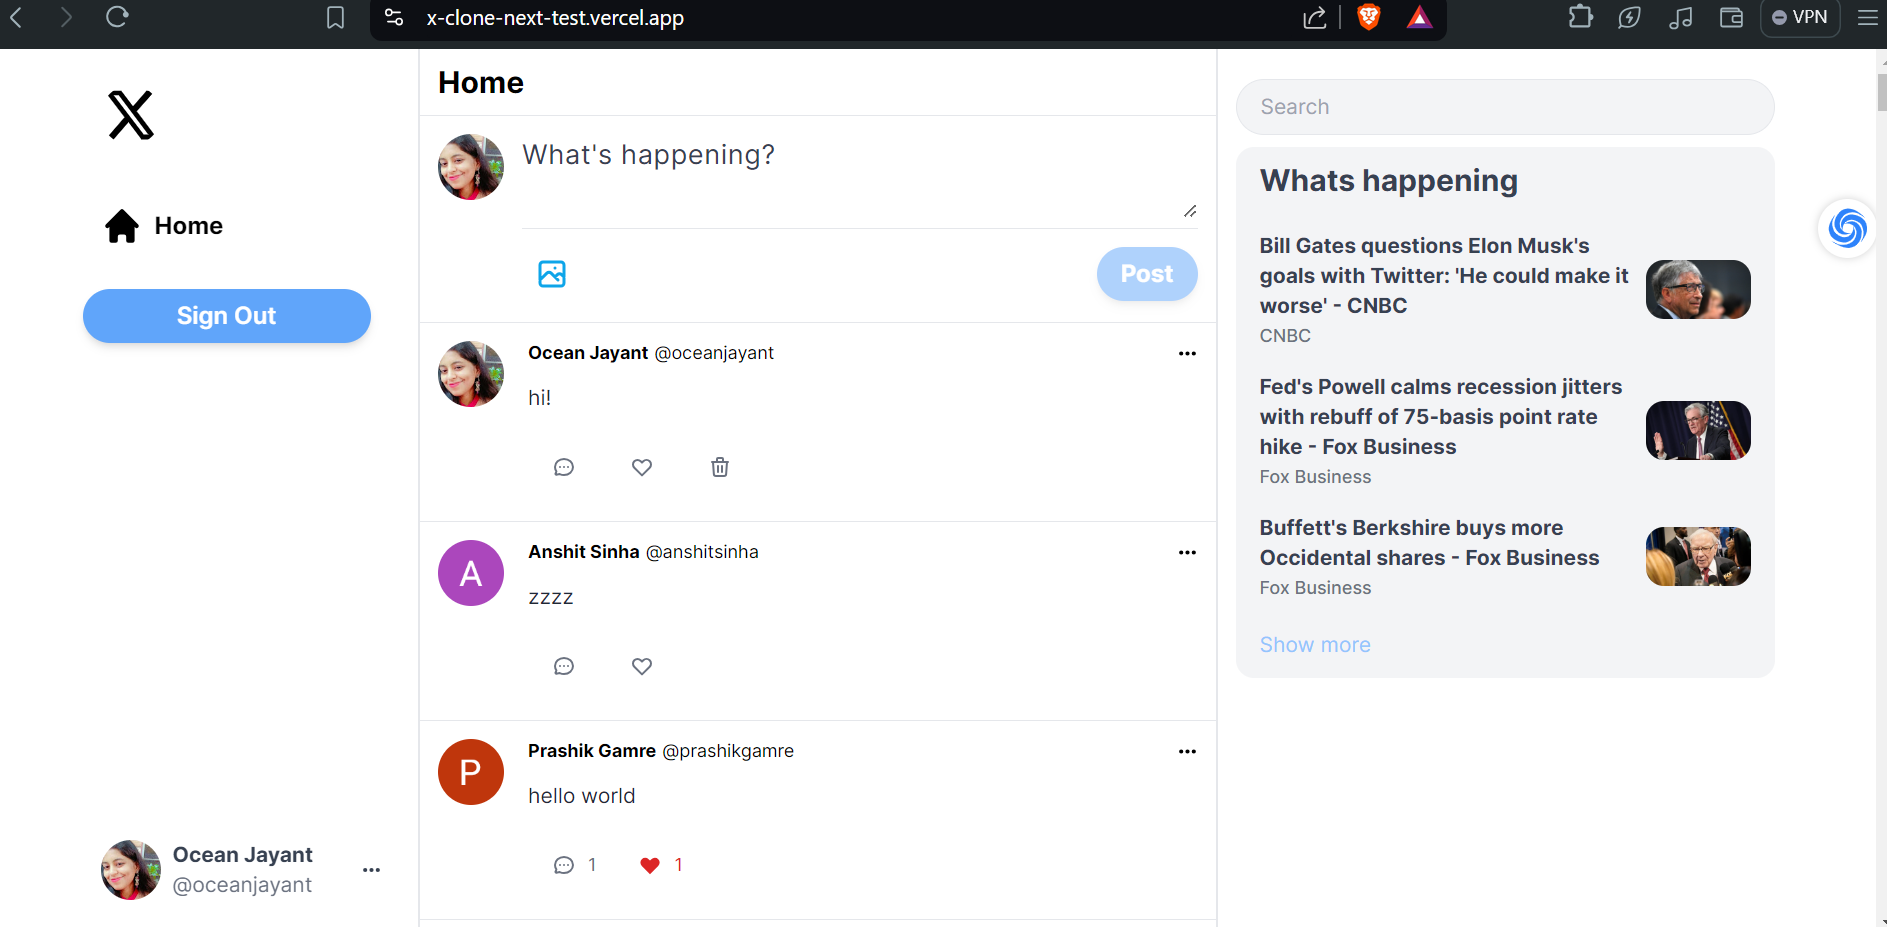 x-clone-next-test.vercel.app
VPN
Home
Sign Out
Ocean Jayant
@oceanjayant
Home
What's happening?
Post
Ocean Jayant @oceanjayant
hi!
A
Anshit Sinha @anshitsinha
zzzz
P
Prashik Gamre @prashikgamre
hello world
1 1
Search
Whats happening
Bill Gates questions Elon Musk's
goals with Twitter: 'He could make it
worse' - CNBC
CNBC
Fed's Powell calms recession jitters
with rebuff of 75-basis point rate
hike - Fox Business
Fox Business
Buffett's Berkshire buys more
Occidental shares - Fox Business
Fox Business
Show more